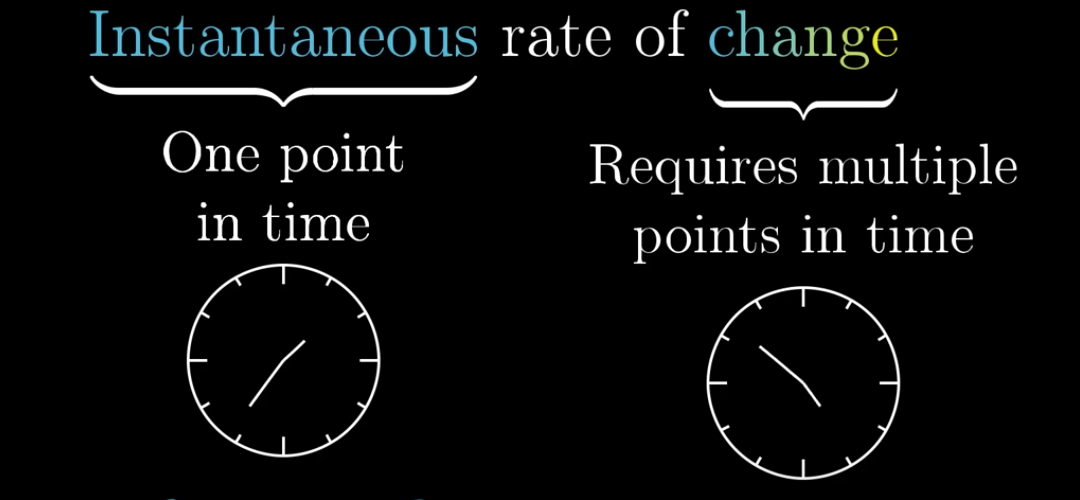 Instantaneous rate of change
One point
in time
Requires multiple
points in time